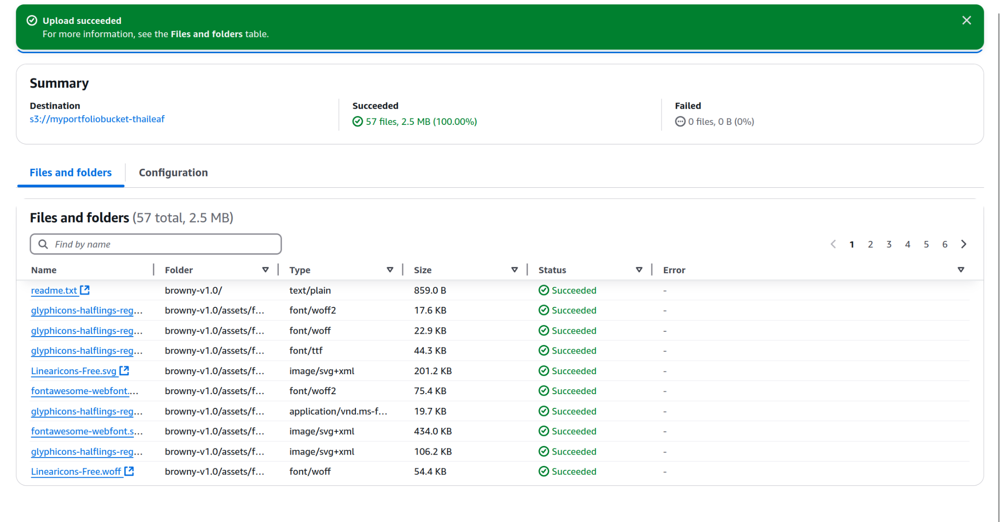 Upload succeeded
For more information, see the Files and folders table.
Summary
Destination
s3://myportfoliobucket-thaileaf
Succeeded
57 files, 2.5 MB (100.00%)
Failed
0 files, 0 B (0%)
Files and folders
Configuration
Files and folders (57 total, 2.5 MB)
Find by name
1 2 3 4 5 6
Name Folder Type Size Status Error
readme.txt browny-v1.0/ text/plain 859.0 B Succeeded -
glyphicons-halflings-reg... browny-v1.0/assets/f... font/woff2 17.6 KB Succeeded -
glyphicons-halflings-reg... browny-v1.0/assets/f... font/woff 22.9 KB Succeeded -
glyphicons-halflings-reg... browny-v1.0/assets/f... font/ttf 44.3 KB Succeeded -
Linearicons-Free.svg browny-v1.0/assets/f... image/svg+xml 201.2 KB Succeeded -
fontawesome-webfont.... browny-v1.0/assets/f... font/woff2 75.4 KB Succeeded -
glyphicons-halflings-reg... browny-v1.0/assets/f... application/vnd.ms-f... 19.7 KB Succeeded -
fontawesome-webfont.s... browny-v1.0/assets/f... image/svg+xml 434.0 KB Succeeded -
glyphicons-halflings-reg... browny-v1.0/assets/f... image/svg+xml 106.2 KB Succeeded -
Linearicons-Free.woff browny-v1.0/assets/f... font/woff 54.4 KB Succeeded -